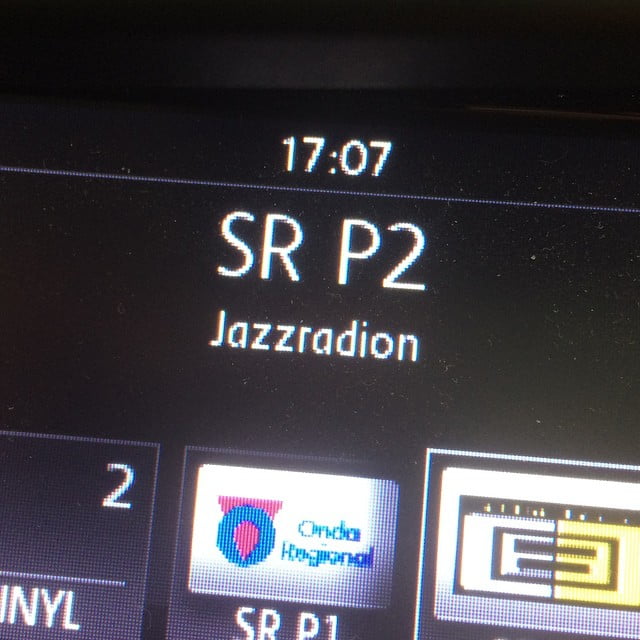 17:07
SR P2
Jazzradion
2
Onda
Regional
INYL
SR P1